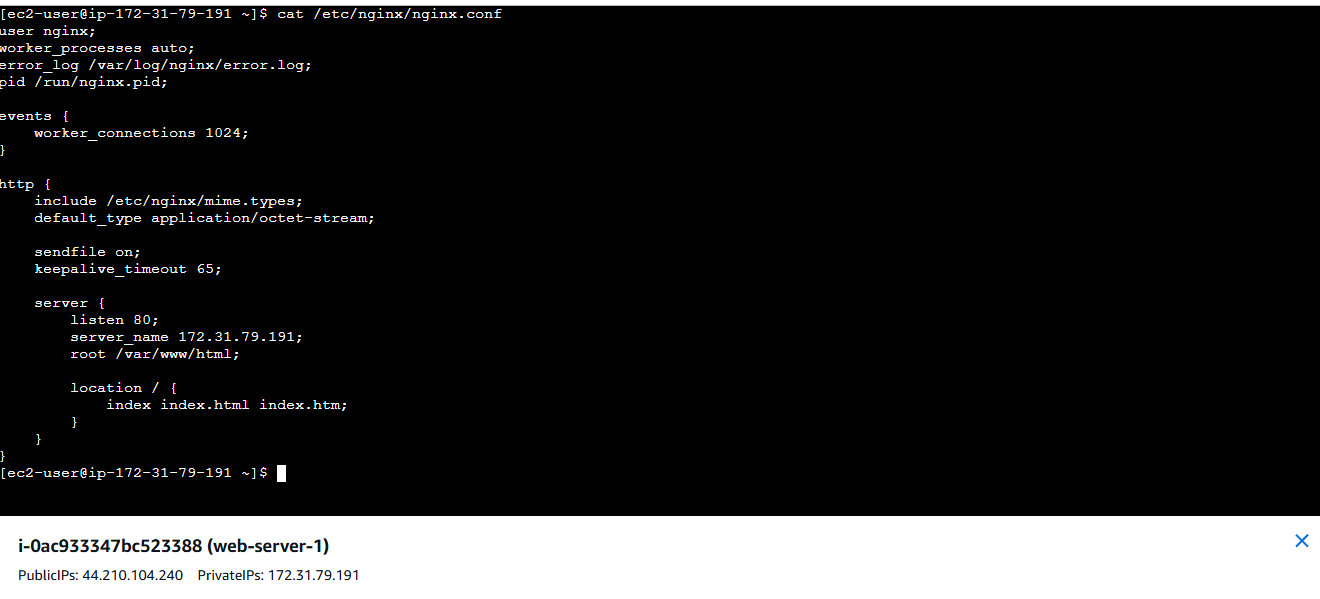 [ec2-user@ip-172-31-79-191 ~]$ cat /etc/nginx/nginx.conf
user nginx;
worker_processes auto;
error_log /var/log/nginx/error.log;
pid /run/nginx.pid;
events {
    worker_connections 1024;
}
http {
    include /etc/nginx/mime.types;
    default_type application/octet-stream;
    sendfile on;
    keepalive_timeout 65;
    server {
        listen 80;
        server_name 172.31.79.191;
        root /var/www/html;
        location / {
            index index.html index.htm;
        }
    }
}
[ec2-user@ip-172-31-79-191 ~]$
i-0ac933347bc523388 (web-server-1)
PublicIPs: 44.210.104.240    PrivateIPs: 172.31.79.191